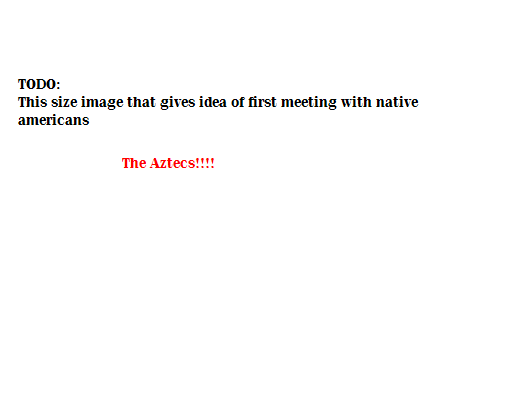 TODO:
This size image that gives idea of first meeting with native
americans
The Aztecs!!!!